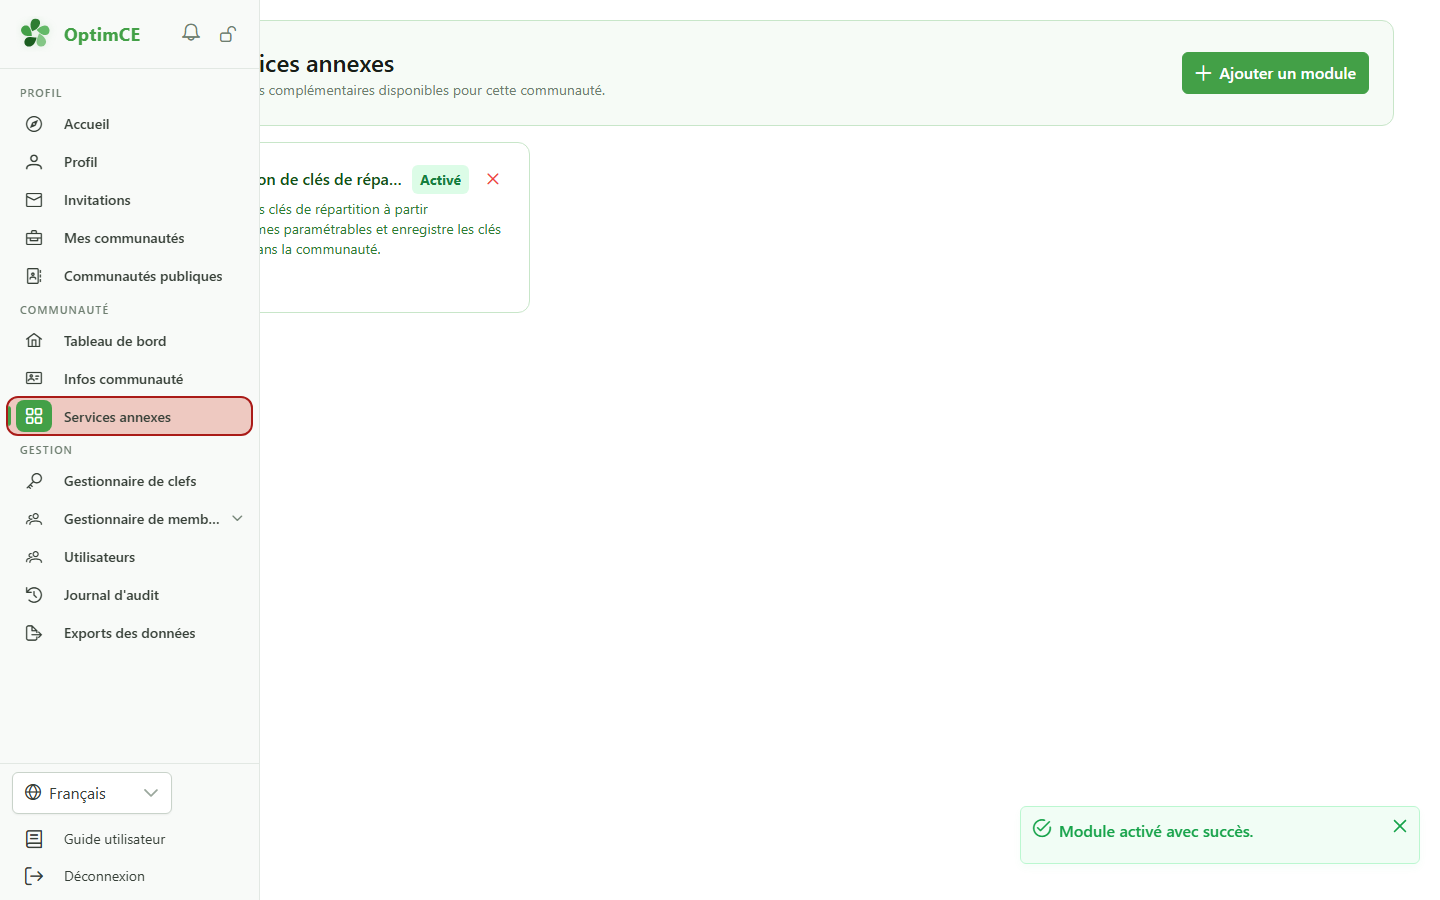 OptimCE
PROFIL
Accueil
Profil
Invitations
Mes communautés
Communautés publiques
COMMUNAUTÉ
Tableau de bord
Infos communauté
Services annexes
GESTION
Gestionnaire de clefs
Gestionnaire de memb...
Utilisateurs
Journal d'audit
Exports des données
Français
Guide utilisateur
Déconnexion
ices annexes
s complémentaires disponibles pour cette communauté.
Ajouter un module
on de clés de répa...
Activé
s clés de répartition à partir
mes paramétrables et enregistre les clés
ans la communauté.
Module activé avec succès.